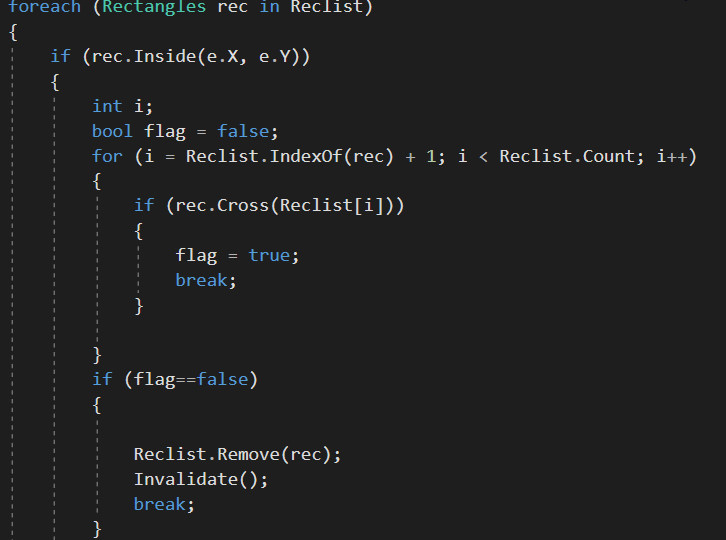 foreach (Rectangles rec in Reclist)
{
if (rec.Inside(e.X, e.Y))
{
int i;
bool flag = false;
for (i = Reclist.IndexOf(rec) + 1; i < Reclist.Count; i++)
{
if (rec.Cross(Reclist[i]))
{
flag = true;
break;
}
}
if (flag==false)
{
Reclist.Remove(rec);
Invalidate();
break;
}